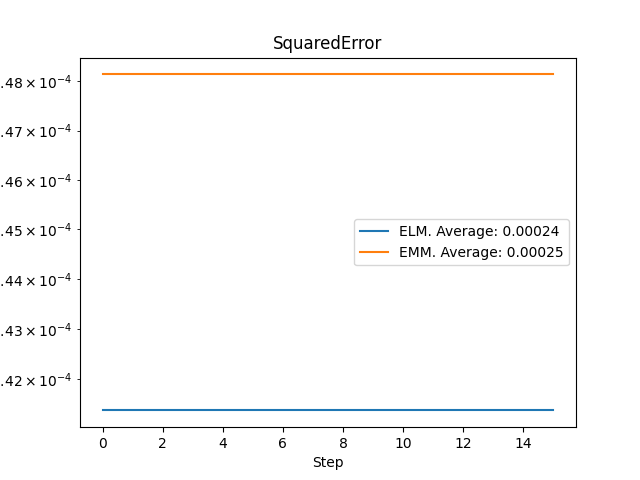 SquaredError
.48 × 10⁻⁴
.47 × 10⁻⁴
.46 × 10⁻⁴
.45 × 10⁻⁴
.44 × 10⁻⁴
.43 × 10⁻⁴
.42 × 10⁻⁴
ELM. Average: 0.00024
EMM. Average: 0.00025
0 2 4 6 8 10 12 14
Step